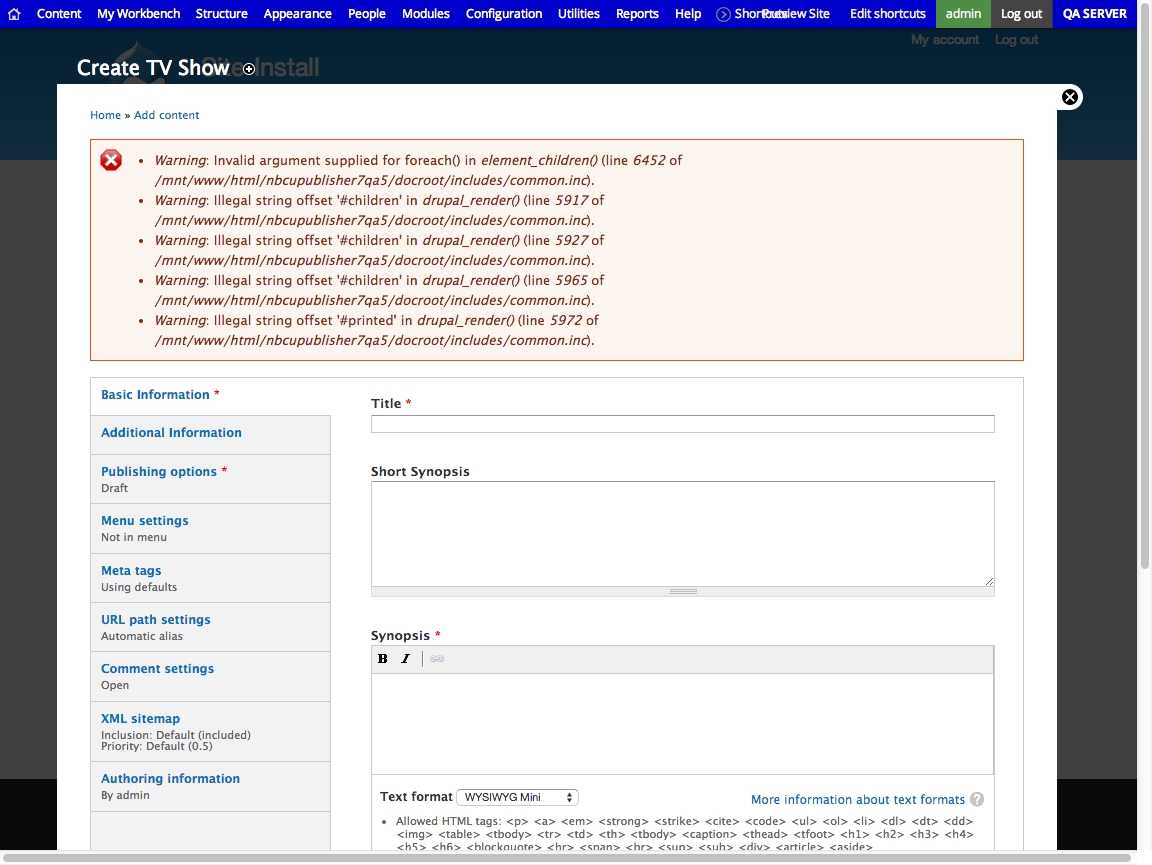 Content My Workbench Structure Appearance People Modules Configuration Utilities Reports Help Shortcuts Preview Site Edit shortcuts admin Log out QA SERVER
My account Log out
Site-Install
Create TV Show
Home » Add content
• Warning: Invalid argument supplied for foreach() in element_children() (line 6452 of
/mnt/www/html/nbcupublisher7qa5/docroot/includes/common.inc).
• Warning: Illegal string offset '#children' in drupal_render() (line 5917 of
/mnt/www/html/nbcupublisher7qa5/docroot/includes/common.inc).
• Warning: Illegal string offset '#children' in drupal_render() (line 5927 of
/mnt/www/html/nbcupublisher7qa5/docroot/includes/common.inc).
• Warning: Illegal string offset '#children' in drupal_render() (line 5965 of
/mnt/www/html/nbcupublisher7qa5/docroot/includes/common.inc).
• Warning: Illegal string offset '#printed' in drupal_render() (line 5972 of
/mnt/www/html/nbcupublisher7qa5/docroot/includes/common.inc).
Basic Information *
Additional Information
Publishing options *
Draft
Menu settings
Not in menu
Meta tags
Using defaults
URL path settings
Automatic alias
Comment settings
Open
XML sitemap
Inclusion: Default (included)
Priority: Default (0.5)
Authoring information
By admin
Title *
Short Synopsis
Synopsis *
B I
Text format WYSIWYG Mini
More information about text formats ?
• Allowed HTML tags: <p> <a> <em> <strong> <strike> <cite> <code> <ul> <ol> <li> <dl> <dt> <dd>
<img> <table> <tbody> <tr> <td> <th> <tbody> <caption> <thead> <tfoot> <h1> <h2> <h3> <h4>
<h5> <h6> <blockquote> <hr> <span> <br> <sup> <sub> <div> <article> <aside>